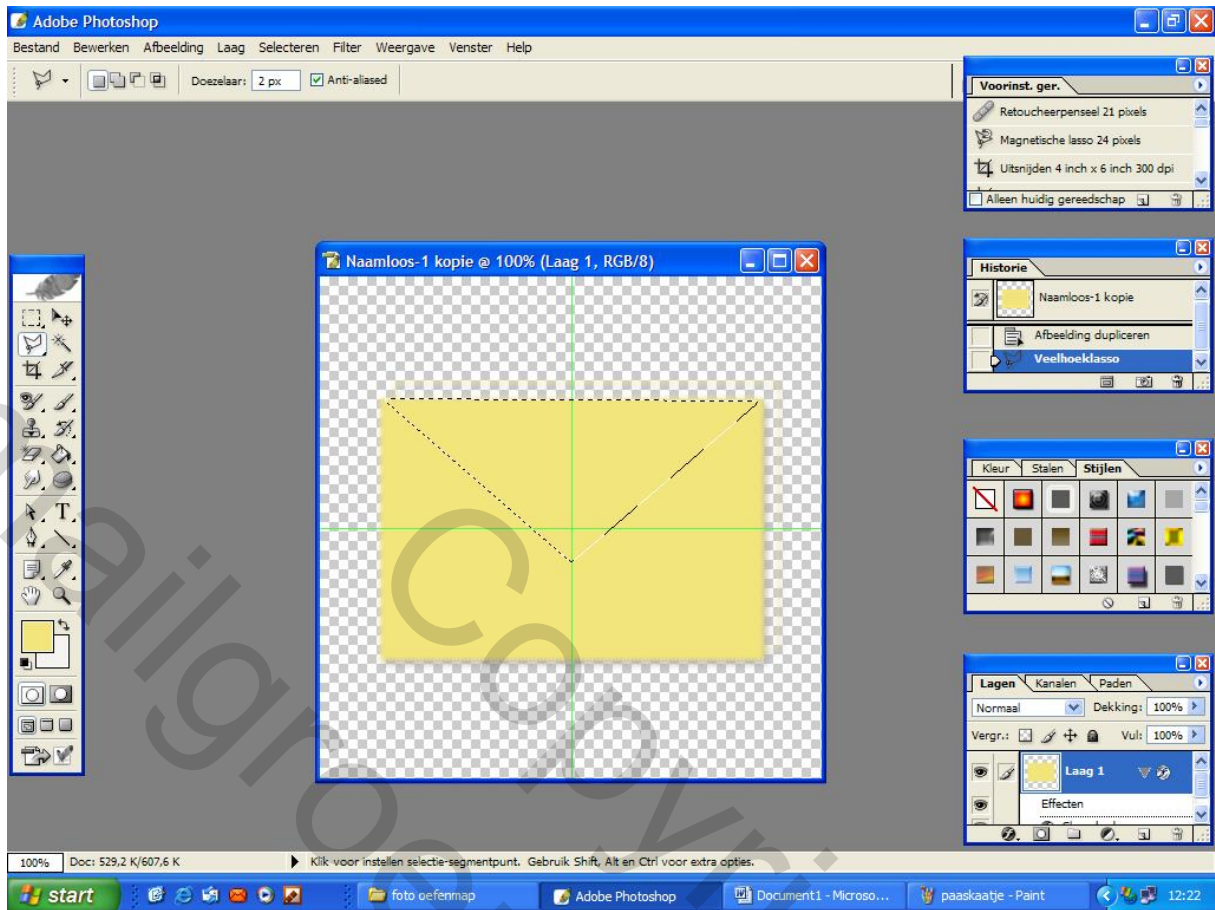 Adobe Photoshop
Bestand Bewerken Afbeelding Laag Selecteren Filter Weergave Venster Help
Doezelaar: 2 px Anti-aliased
Voorinst. ger.
Retoucheerpenseel 21 pixels
Magnetische lasso 24 pixels
Uitsnijden 4 inch x 6 inch 300 dpi
Alleen huidig gereedschap
Naamloos-1 kopie @ 100% (Laag 1, RGB/8)
Historie
Naamloos-1 kopie
Afbeelding dupliceren
Veelhoeklasso
Kleur Stalen Stijlen
Lagen Kanalen Paden
Normaal Dekking: 100%
Vergr.: Vul: 100%
Laag 1
Effecten
100% Doc: 529,2 K/607,6 K Klik voor instellen selectie-segmentpunt. Gebruik Shift, Alt en Ctrl voor extra opties.
start foto oefenmap Adobe Photoshop Document1 - Microso... paaskaatje - Paint 12:22